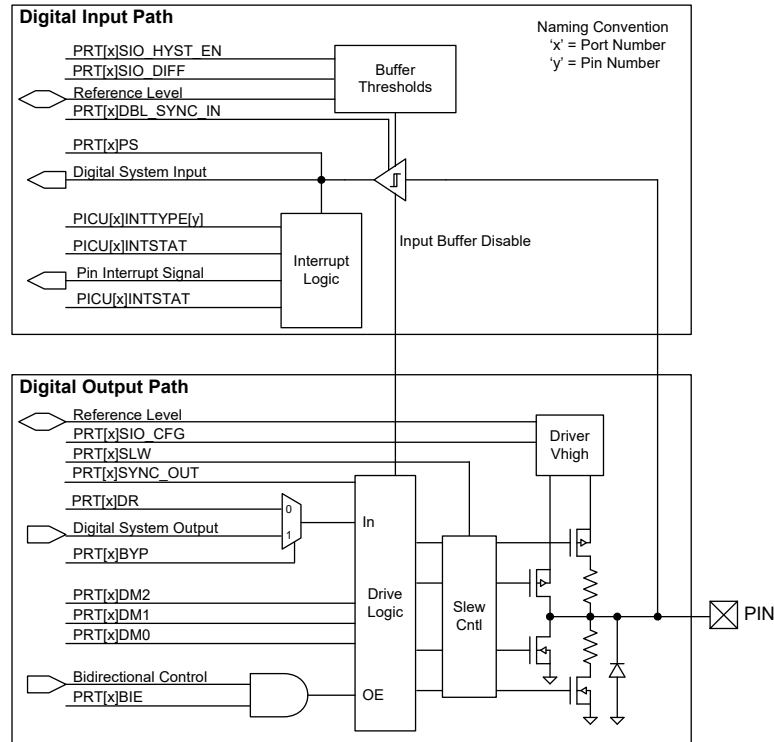 Digital Input Path
Naming Convention
‘x’ = Port Number
‘y’ = Pin Number
PRT[x]SIO_HYST_EN
PRT[x]SIO_DIFF
Reference Level
PRT[x]DBL_SYNC_IN
Buffer
Thresholds
PRT[x]PS
Digital System Input
PICU[x]INTTYPE[y]
PICU[x]INTSTAT
Pin Interrupt Signal
PICU[x]INTSTAT
Interrupt
Logic
Input Buffer Disable
Digital Output Path
Reference Level
PRT[x]SIO_CFG
PRT[x]SLW
PRT[x]SYNC_OUT
Driver
Vhigh
PRT[x]DR
Digital System Output
PRT[x]BYP
0
1
In
PRT[x]DM2
PRT[x]DM1
PRT[x]DM0
Drive
Logic
Slew
Cntl
PIN
Bidirectional Control
PRT[x]BIE
OE